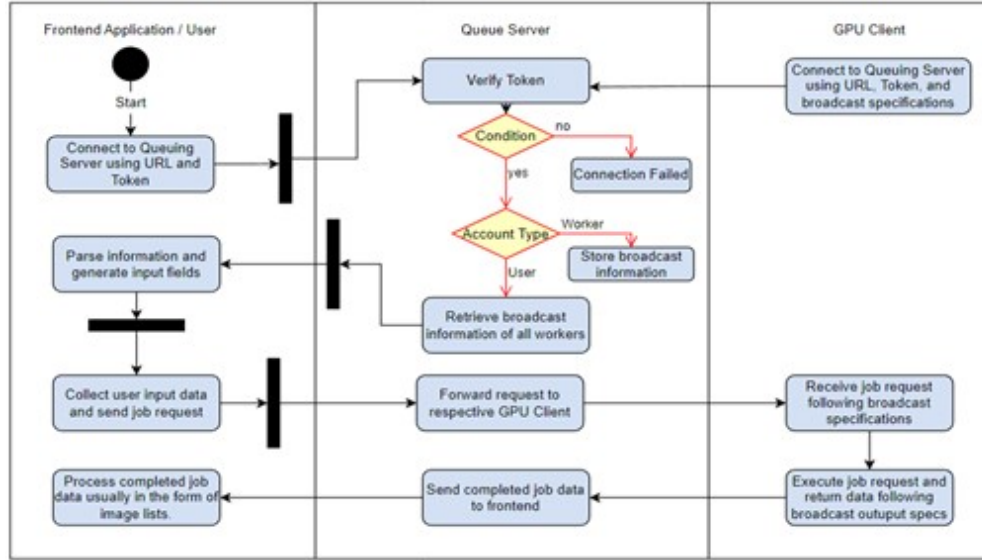 Frontend Application / User
Queue Server
GPU Client
Start
Connect to Queuing
Server using URL and
Token
Verify Token
Connect to Queuing Server
using URL, Token, and
broadcast specifications
Condition
no
Connection Failed
yes
Account Type
Worker
Store broadcast
information
User
Parse information and
generate input fields
Retrieve broadcast
information of all workers
Collect user input data
and send job request
Forward request to
respective GPU Client
Receive job request
following broadcast
specifications
Process completed job
data usually in the form of
image lists.
Send completed job data
to frontend
Execute job request and
return data following
broadcast outuput specs